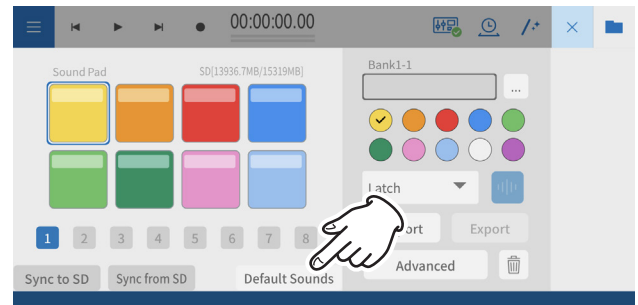 00:00:00.00
Sound Pad
SD[13936.7MB/15319MB]
Bank1-1
...
Latch
1 2 3 4 5 6 7 8
Export
Advanced
Sync to SD
Sync from SD
Default Sounds